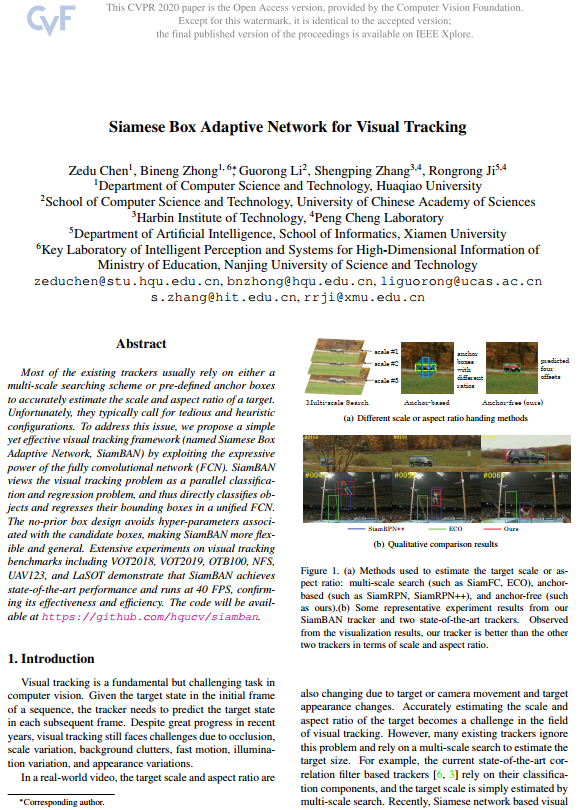 CVF
This CVPR 2020 paper is the Open Access version, provided by the Computer Vision Foundation.
Except for this watermark, it is identical to the accepted version;
the final published version of the proceedings is available on IEEE Xplore.
Siamese Box Adaptive Network for Visual Tracking
Zedu Chen1, Bineng Zhong1, 6*, Guorong Li2, Shengping Zhang3,4, Rongrong Ji5,4
1Department of Computer Science and Technology, Huaqiao University
2School of Computer Science and Technology, University of Chinese Academy of Sciences
3Harbin Institute of Technology, 4Peng Cheng Laboratory
5Department of Artificial Intelligence, School of Informatics, Xiamen University
6Key Laboratory of Intelligent Perception and Systems for High-Dimensional Information of
Ministry of Education, Nanjing University of Science and Technology
zeduchen@stu.hqu.edu.cn, bnzhong@hqu.edu.cn, liguorong@ucas.ac.cn
s.zhang@hit.edu.cn, rrji@xmu.edu.cn
Abstract
Most of the existing trackers usually rely on either a
multi-scale searching scheme or pre-defined anchor boxes
to accurately estimate the scale and aspect ratio of a target.
Unfortunately, they typically call for tedious and heuristic
configurations. To address this issue, we propose a simple
yet effective visual tracking framework (named Siamese Box
Adaptive Network, SiamBAN) by exploiting the expressive
power of the fully convolutional network (FCN). SiamBAN
views the visual tracking problem as a parallel classifica-
tion and regression problem, and thus directly classifies ob-
jects and regresses their bounding boxes in a unified FCN.
The no-prior box design avoids hyper-parameters associ-
ated with the candidate boxes, making SiamBAN more flex-
ible and general. Extensive experiments on visual tracking
benchmarks including VOT2018, VOT2019, OTB100, NFS,
UAV123, and LaSOT demonstrate that SiamBAN achieves
state-of-the-art performance and runs at 40 FPS, confirm-
ing its effectiveness and efficiency. The code will be avail-
able at https://github.com/hqucv/siamban.
1. Introduction
Visual tracking is a fundamental but challenging task in
computer vision. Given the target state in the initial frame
of a sequence, the tracker needs to predict the target state
in each subsequent frame. Despite great progress in recent
years, visual tracking still faces challenges due to occlusion,
scale variation, background clutters, fast motion, illumina-
tion variation, and appearance variations.
In a real-world video, the target scale and aspect ratio are
*Corresponding author.
scale #1
scale #2
scale #3
anchor
boxes
with
different
ratios
predicted
four
offsets
Multi-scale Search
Anchor-based
Anchor-free (ours)
(a) Different scale or aspect ratio handing methods
SiamRPN++
ECO
Ours
(b) Qualitative comparison results
Figure 1. (a) Methods used to estimate the target scale or as-
pect ratio: multi-scale search (such as SiamFC, ECO), anchor-
based (such as SiamRPN, SiamRPN++), and anchor-free (such
as ours).(b) Some representative experiment results from our
SiamBAN tracker and two state-of-the-art trackers. Observed
from the visualization results, our tracker is better than the other
two trackers in terms of scale and aspect ratio.
also changing due to target or camera movement and target
appearance changes. Accurately estimating the scale and
aspect ratio of the target becomes a challenge in the field
of visual tracking. However, many existing trackers ignore
this problem and rely on a multi-scale search to estimate the
target size. For example, the current state-of-the-art cor-
relation filter based trackers [6, 3] rely on their classifica-
tion components, and the target scale is simply estimated by
multi-scale search. Recently, Siamese network based visual